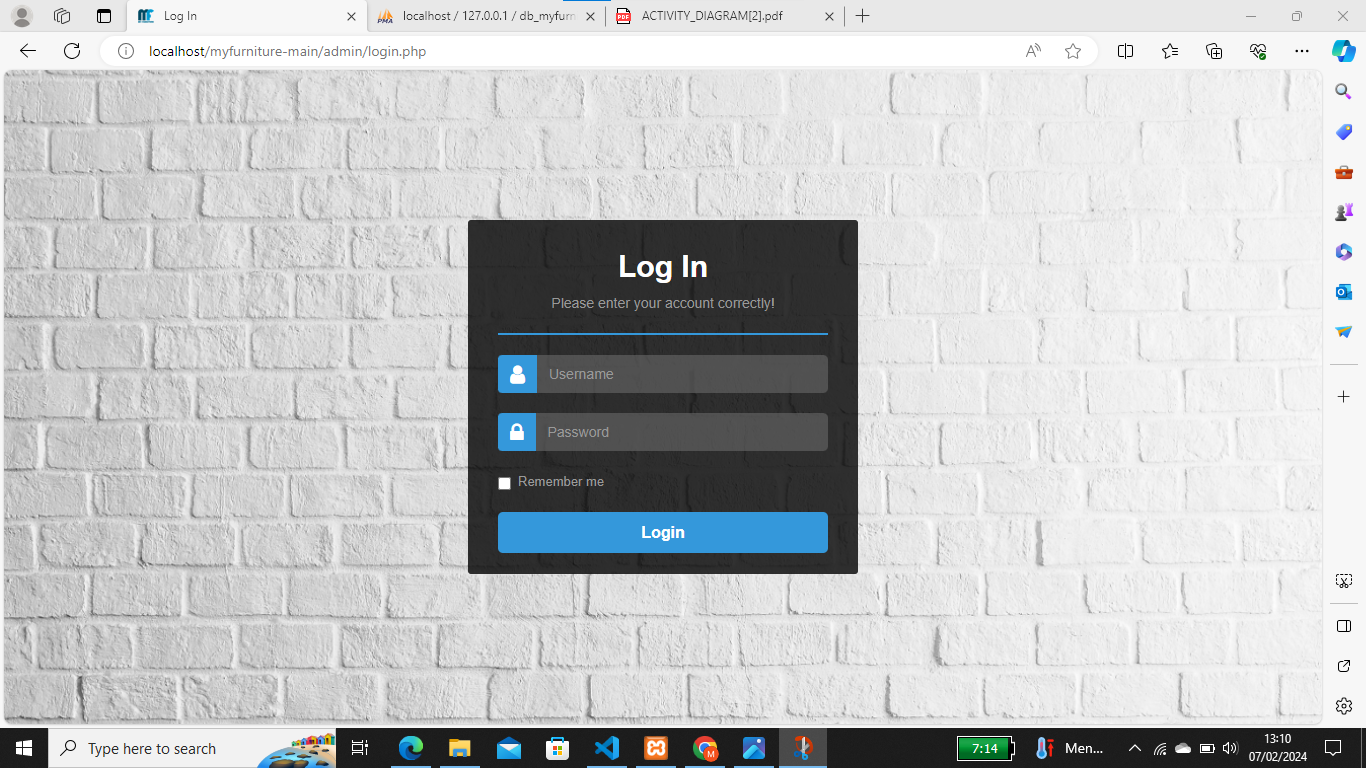 Log In
localhost / 127.0.0.1 / db_myfurn
ACTIVITY_DIAGRAM[2].pdf
localhost/myfurniture-main/admin/login.php
Log In
Please enter your account correctly!
Username
Password
Remember me
Login
Type here to search
7:14
Men...
13:10
07/02/2024